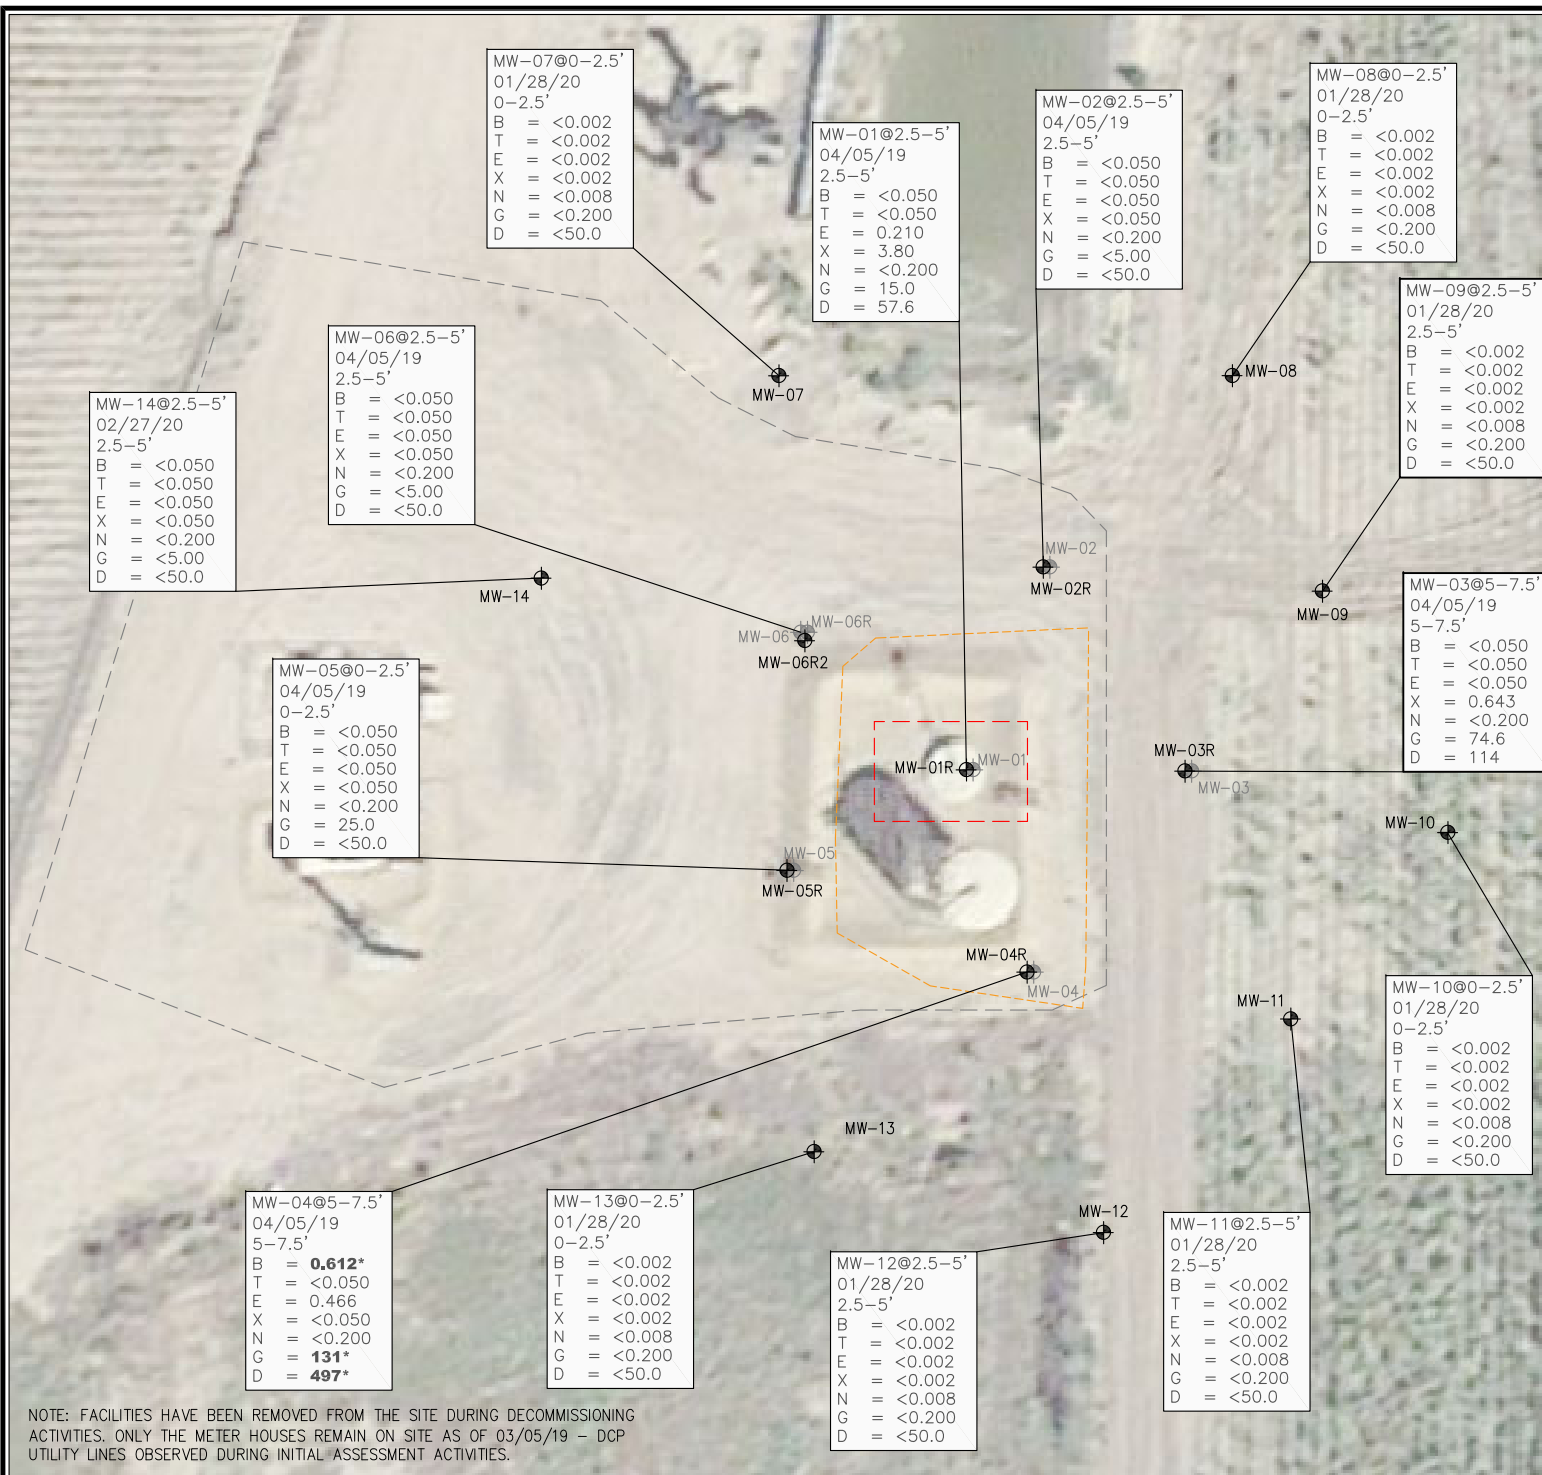 MW-07@0-2.5'
01/28/20
0-2.5'
B = <0.002
T = <0.002
E = <0.002
X = <0.002
N = <0.008
G = <0.200
D = <50.0
MW-01@2.5-5'
04/05/19
2.5-5'
B = <0.050
T = <0.050
E = 0.210
X = 3.80
N = <0.200
G = 15.0
D = 57.6
MW-02@2.5-5'
04/05/19
2.5-5'
B = <0.050
T = <0.050
E = <0.050
X = <0.050
N = <0.200
G = <5.00
D = <50.0
MW-08@0-2.5'
01/28/20
0-2.5'
B = <0.002
T = <0.002
E = <0.002
X = <0.002
N = <0.008
G = <0.200
D = <50.0
MW-09@2.5-5'
01/28/20
2.5-5'
B = <0.002
T = <0.002
E = <0.002
X = <0.002
N = <0.008
G = <0.200
D = <50.0
MW-06@2.5-5'
04/05/19
2.5-5'
B = <0.050
T = <0.050
E = <0.050
X = <0.050
N = <0.200
G = <5.00
D = <50.0
MW-14@2.5-5'
02/27/20
2.5-5'
B = <0.050
T = <0.050
E = <0.050
X = <0.050
N = <0.200
G = <5.00
D = <50.0
MW-07
MW-08
MW-02
MW-02R
MW-14
MW-09
MW-06R
MW-06
MW-06R2
MW-03@5-7.5'
04/05/19
5-7.5'
B = <0.050
T = <0.050
E = <0.050
X = 0.643
N = <0.200
G = 74.6
D = 114
MW-05@0-2.5'
04/05/19
0-2.5'
B = <0.050
T = <0.050
E = <0.050
X = <0.050
N = <0.200
G = 25.0
D = <50.0
MW-03R
MW-03
MW-01R
MW-01
MW-10
MW-05
MW-05R
MW-04R
MW-04
MW-11
MW-10@0-2.5'
01/28/20
0-2.5'
B = <0.002
T = <0.002
E = <0.002
X = <0.002
N = <0.008
G = <0.200
D = <50.0
MW-13
MW-12
MW-04@5-7.5'
04/05/19
5-7.5'
B = 0.612*
T = <0.050
E = 0.466
X = <0.050
N = <0.200
G = 131*
D = 497*
MW-13@0-2.5'
01/28/20
0-2.5'
B = <0.002
T = <0.002
E = <0.002
X = <0.002
N = <0.008
G = <0.200
D = <50.0
MW-12@2.5-5'
01/28/20
2.5-5'
B = <0.002
T = <0.002
E = <0.002
X = <0.002
N = <0.008
G = <0.200
D = <50.0
MW-11@2.5-5'
01/28/20
2.5-5'
B = <0.002
T = <0.002
E = <0.002
X = <0.002
N = <0.008
G = <0.200
D = <50.0
NOTE: FACILITIES HAVE BEEN REMOVED FROM THE SITE DURING DECOMMISSIONING
ACTIVITIES. ONLY THE METER HOUSES REMAIN ON SITE AS OF 03/05/19 - DCP
UTILITY LINES OBSERVED DURING INITIAL ASSESSMENT ACTIVITIES.